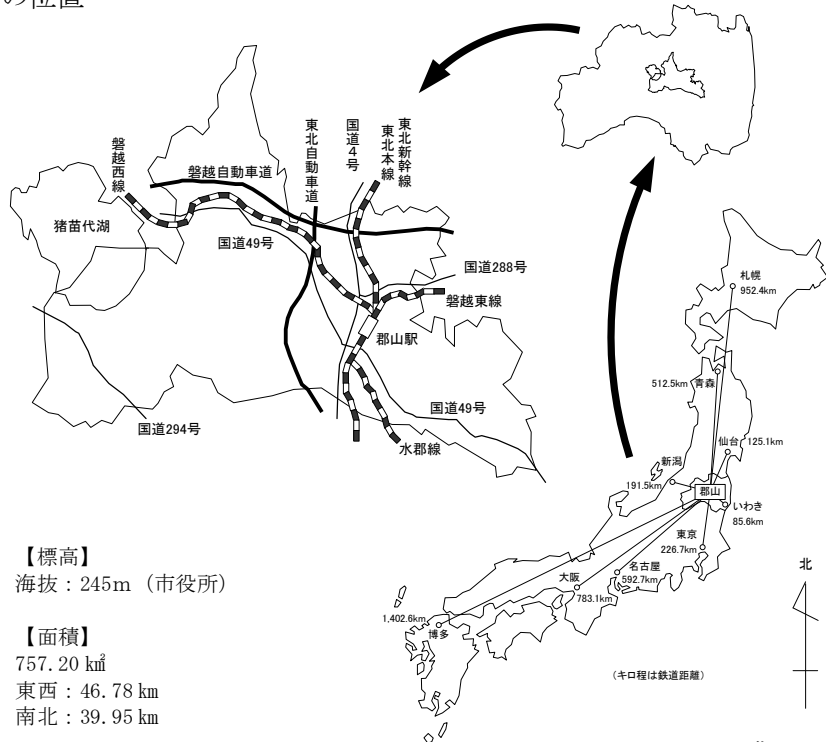 の位置
磐越西線
磐越自動車道
東北自動車道
国道4号
東北本線
東北新幹線
猪苗代湖
国道49号
国道288号
磐越東線
郡山駅
国道49号
国道294号
水郡線
札幌
952.4km
512.5km 青森
仙台 125.1km
新潟
191.5km
郡山
いわき
85.6km
東京
226.7km
名古屋
592.7km
大阪
783.1km
1,402.6km
博多
北
(キロ程は鉄道距離)
【標高】
海抜:245m (市役所)
【面積】
757.20 k㎡
東西:46.78 km
南北:39.95 km